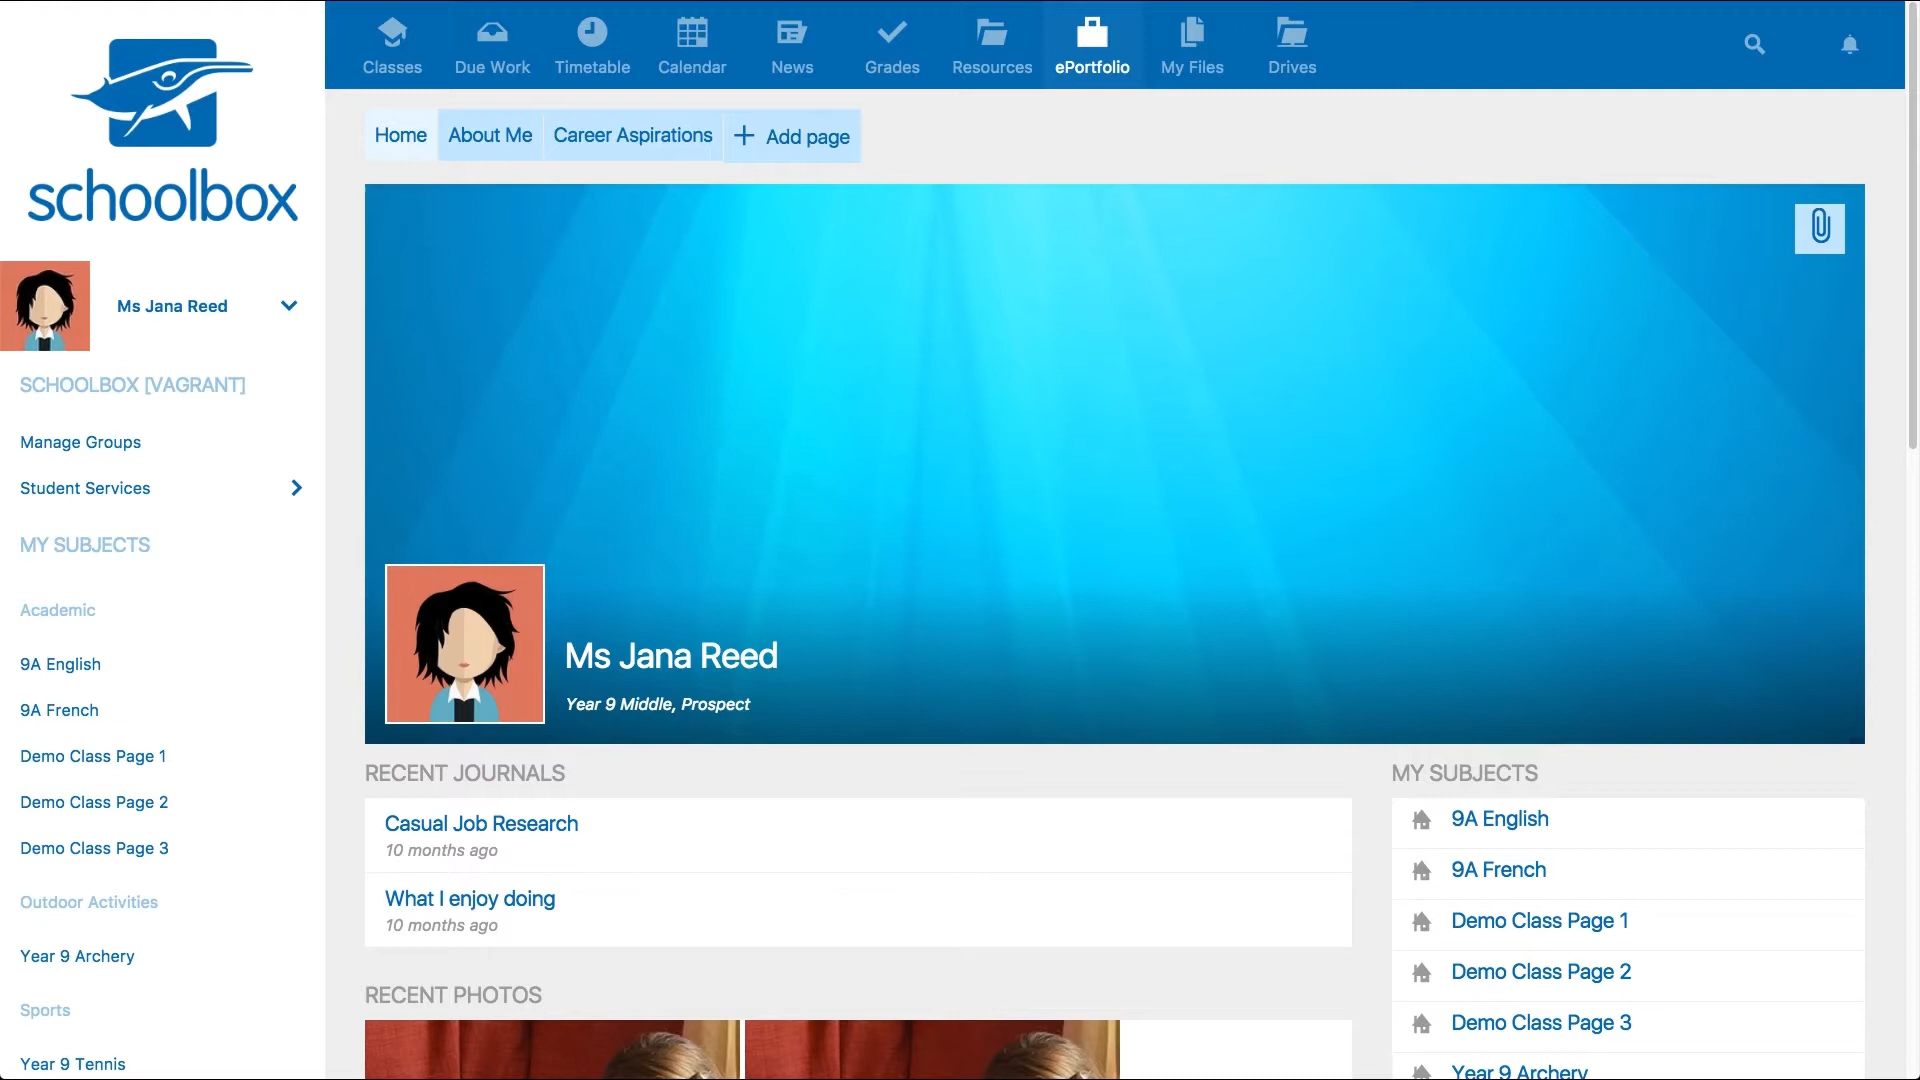 schoolbox
Classes
Due Work
Timetable
Calendar
News
Grades
Resources
ePortfolio
My Files
Drives
Home
About Me
Career Aspirations
Add page
Ms Jana Reed
SCHOOLBOX [VAGRANT]
Manage Groups
Student Services
MY SUBJECTS
Academic
9A English
9A French
Demo Class Page 1
Demo Class Page 2
Demo Class Page 3
Outdoor Activities
Year 9 Archery
Sports
Year 9 Tennis
Ms Jana Reed
Year 9 Middle, Prospect
RECENT JOURNALS
Casual Job Research
10 months ago
What I enjoy doing
10 months ago
RECENT PHOTOS
MY SUBJECTS
9A English
9A French
Demo Class Page 1
Demo Class Page 2
Demo Class Page 3
Year 9 Archery